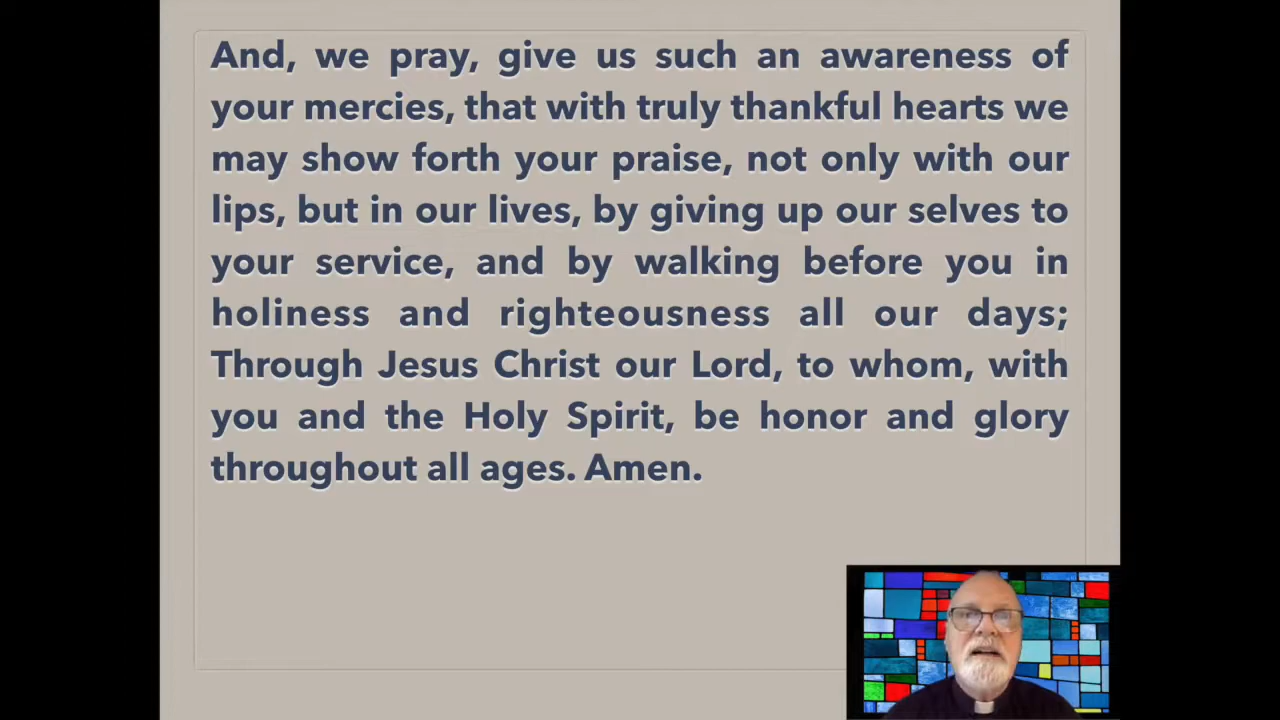 And, we pray, give us such an awareness of
your mercies, that with truly thankful hearts we
may show forth your praise, not only with our
lips, but in our lives, by giving up our selves to
your service, and by walking before you in
holiness and righteousness all our days;
Through Jesus Christ our Lord, to whom, with
you and the Holy Spirit, be honor and glory
throughout all ages. Amen.